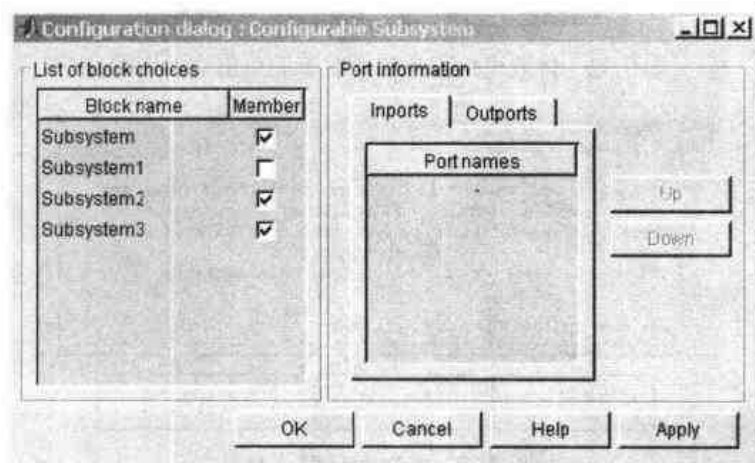 Configuration dialog : Configurable Subsystem
List of block choices
Block name Member
Subsystem
Subsystem1
Subsystem2
Subsystem3
Port information
Inports Outports
Port names
Up
Down
OK Cancel Help Apply